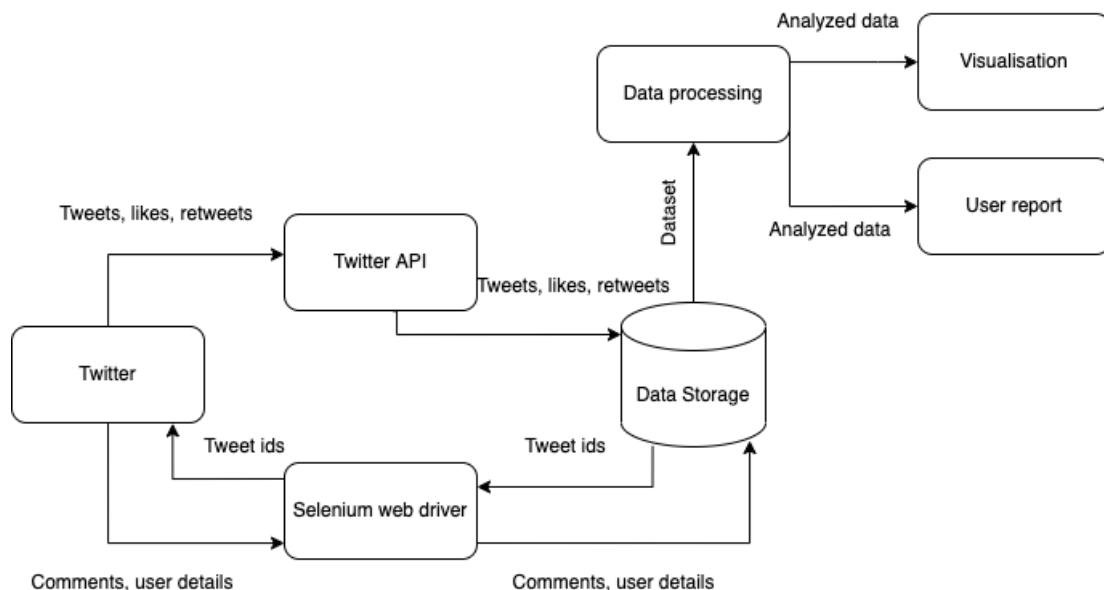 Analyzed data
Visualisation
Data processing
Dataset
User report
Analyzed data
Tweets, likes, retweets
Twitter API
Tweets, likes, retweets
Twitter
Data Storage
Tweet ids
Tweet ids
Selenium web driver
Comments, user details
Comments, user details